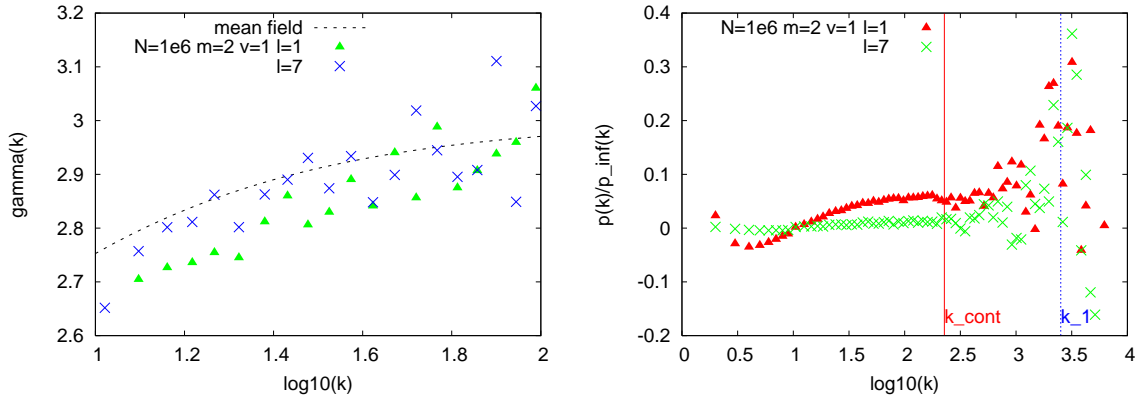 mean field
N=1e6 m=2 v=1 l=1
l=7
3.2
3.1
3
2.9
2.8
2.7
2.6
gamma(k)
1
1.2
1.4
1.6
1.8
2
log10(k)
N=1e6 m=2 v=1 l=1
l=7
0.4
0.3
0.2
0.1
0
-0.1
-0.2
p(k)/p_inf(k)
k_cont
k_1
0
0.5
1
1.5
2
2.5
3
3.5
4
log10(k)